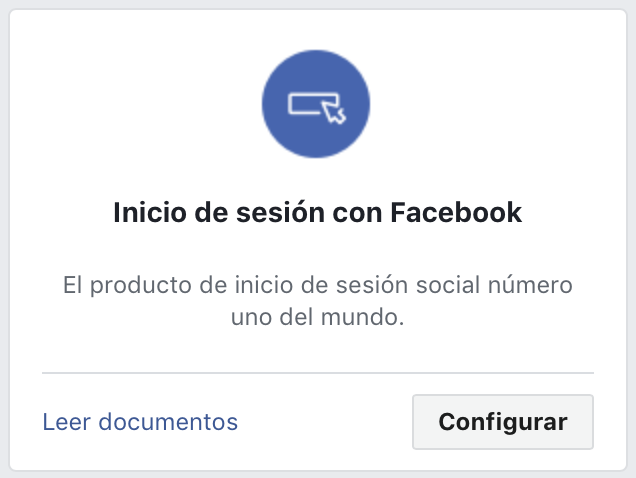 Inicio de sesión con Facebook
El producto de inicio de sesión social número
uno del mundo.
Leer documentos
Configurar